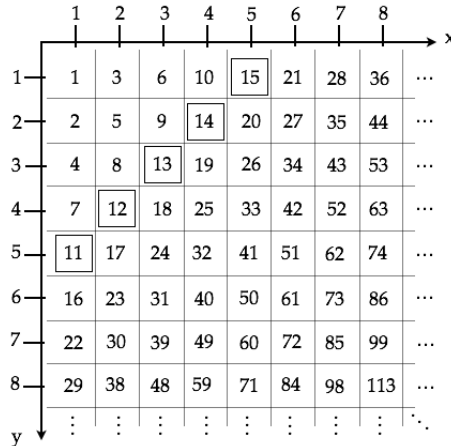 1 2 3 4 5 6 7 8
x
1 1 3 6 10 15 21 28 36 ...
2 2 5 9 14 20 27 35 44 ...
3 4 8 13 19 26 34 43 53 ...
4 7 12 18 25 33 42 52 63 ...
5 11 17 24 32 41 51 62 74 ...
6 16 23 31 40 50 61 73 86 ...
7 22 30 39 49 60 72 85 99 ...
8 29 38 48 59 71 84 98 113 ...
y ⋮ ⋮ ⋮ ⋮ ⋮ ⋮ ⋮ ⋮ ⋱